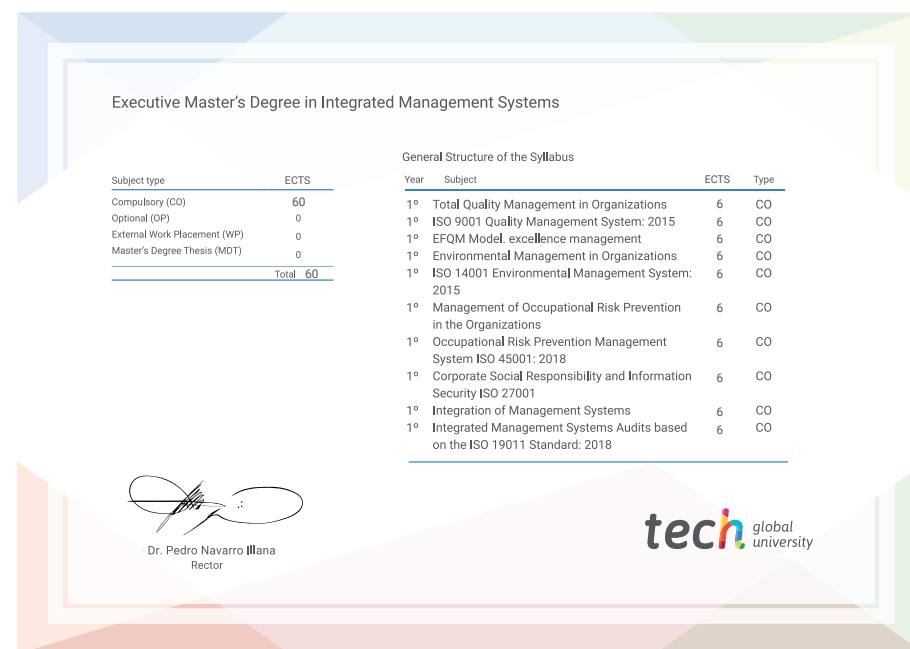 Executive Master's Degree in Integrated Management Systems
Subject type ECTS
Compulsory (CO) 60
Optional (OP) 0
External Work Placement (WP) 0
Master's Degree Thesis (MDT) 0
Total 60
General Structure of the Syllabus
Year Subject ECTS Type
1º Total Quality Management in Organizations 6 CO
1º ISO 9001 Quality Management System: 2015 6 CO
1º EFQM Model. excellence management 6 CO
1º Environmental Management in Organizations 6 CO
1º ISO 14001 Environmental Management System: 6 CO
2015
1º Management of Occupational Risk Prevention 6 CO
in the Organizations
1º Occupational Risk Prevention Management 6 CO
System ISO 45001: 2018
1º Corporate Social Responsibility and Information 6 CO
Security ISO 27001
1º Integration of Management Systems 6 CO
1º Integrated Management Systems Audits based 6 CO
on the ISO 19011 Standard: 2018
Dr. Pedro Navarro Illana
Rector
tech global
university